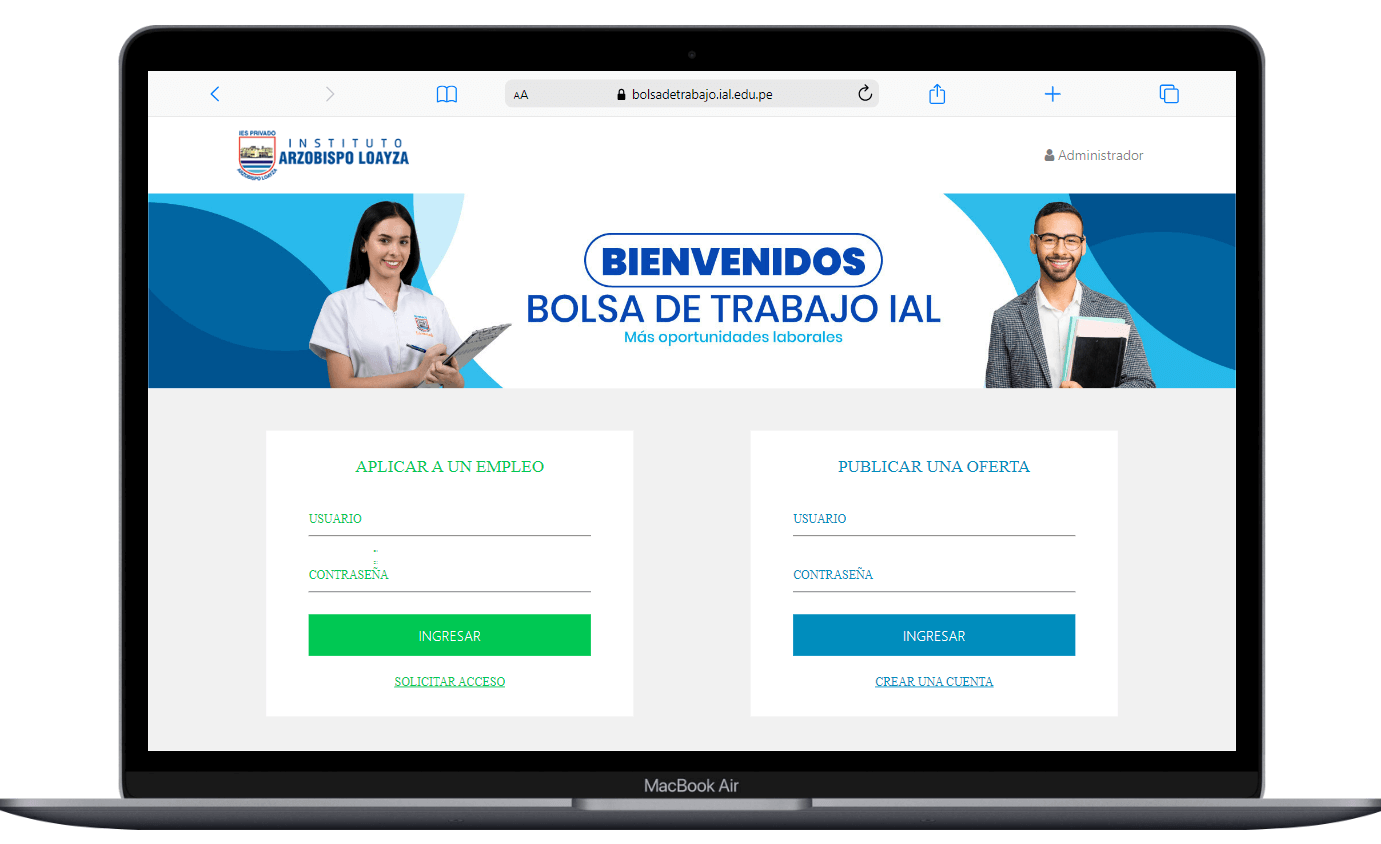 AA
bolsadetrabajo.ial.edu.pe
IES PRIVADO
INSTITUTO
ARZOBISPO LOAYZA
ARZOBISPO LOAYZA
Administrador
BIENVENIDOS
BOLSA DE TRABAJO IAL
Más oportunidades laborales
APLICAR A UN EMPLEO
USUARIO
CONTRASEÑA
INGRESAR
SOLICITAR ACCESO
PUBLICAR UNA OFERTA
USUARIO
CONTRASEÑA
INGRESAR
CREAR UNA CUENTA
MacBook Air